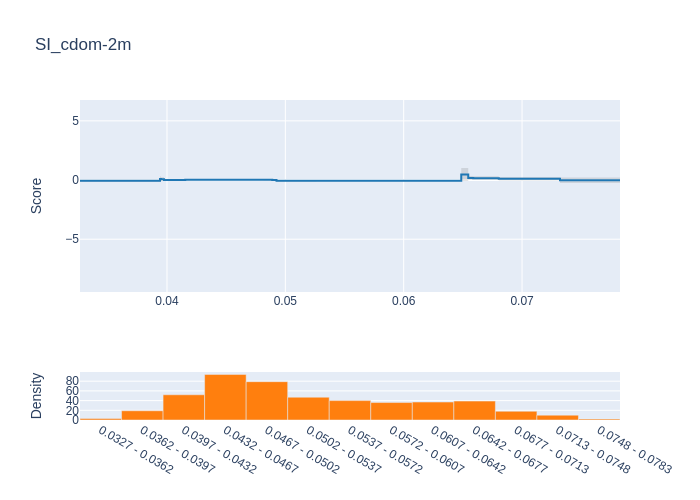 SI_cdom-2m
Score
5
0
−5
0.04
0.05
0.06
0.07
Density
80
60
40
20
0
0.0327 - 0.0362
0.0362 - 0.0397
0.0397 - 0.0432
0.0432 - 0.0467
0.0467 - 0.0502
0.0502 - 0.0537
0.0537 - 0.0572
0.0572 - 0.0607
0.0607 - 0.0642
0.0642 - 0.0677
0.0677 - 0.0713
0.0713 - 0.0748
0.0748 - 0.0783